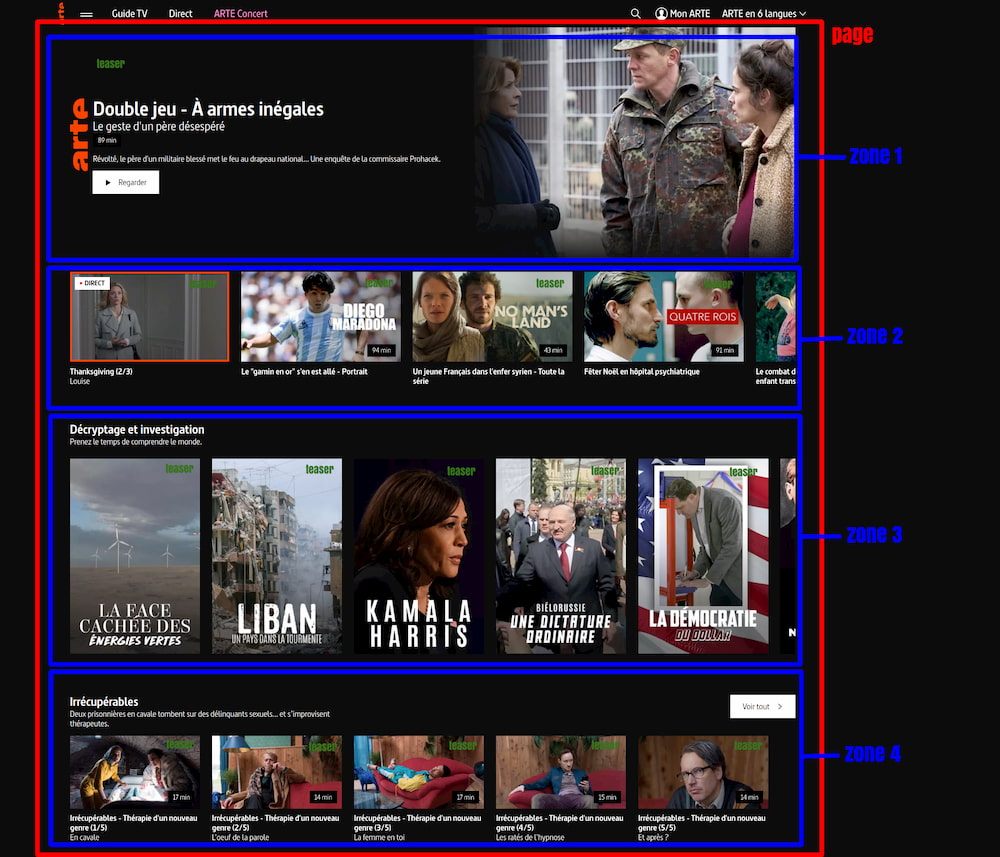 arte
Guide TV
Direct
ARTE Concert
Mon ARTE
ARTE en 6 langues
page
teaser
zone 1
arte
Double jeu - À armes inégales
Le geste d'un père désespéré
89 min
Révolté, le père d'un militaire blessé met le feu au drapeau national... Une enquête de la commissaire Prohacek.
Regarder
zone 2
DIRECT
teaser
Thanksgiving (2/3)
Louise
teaser
DIEGO
MARADONA
94 min
Le "gamin en or" s'en est allé - Portrait
teaser
NO MAN'S
LAND
43 min
Un jeune Français dans l'enfer syrien - Toute la
série
teaser
QUATRE ROIS
91 min
Fêter Noël en hôpital psychiatrique
Le combat d
enfant trans
zone 3
Décryptage et investigation
Prenez le temps de comprendre le monde.
teaser
LA FACE
CACHÉE DES
ÉNERGIES VERTES
teaser
LIBAN
UN PAYS DANS LA TOURMENTE
teaser
KAMALA
HARRIS
teaser
BIÉLORUSSIE
UNE DICTATURE
ORDINAIRE
teaser
LA DÉMOCRATIE
DU DOLLAR
N
zone 4
Irrécupérables
Deux prisonnières en cavale tombent sur des délinquants sexuels... et s'improvisent
thérapeutes.
Voir tout
teaser
17 min
Irrécupérables - Thérapie d'un nouveau
genre (1/5)
En cavale
teaser
14 min
Irrécupérables - Thérapie d'un nouveau
genre (2/5)
L'oeuf de la parole
teaser
17 min
Irrécupérables - Thérapie d'un nouveau
genre (3/5)
La femme en toi
teaser
15 min
Irrécupérables - Thérapie d'un nouveau
genre (4/5)
Les ratés de l'hypnose
teaser
14 min
Irrécupérables - Thérapie d'un nouveau
genre (5/5)
Et après ?